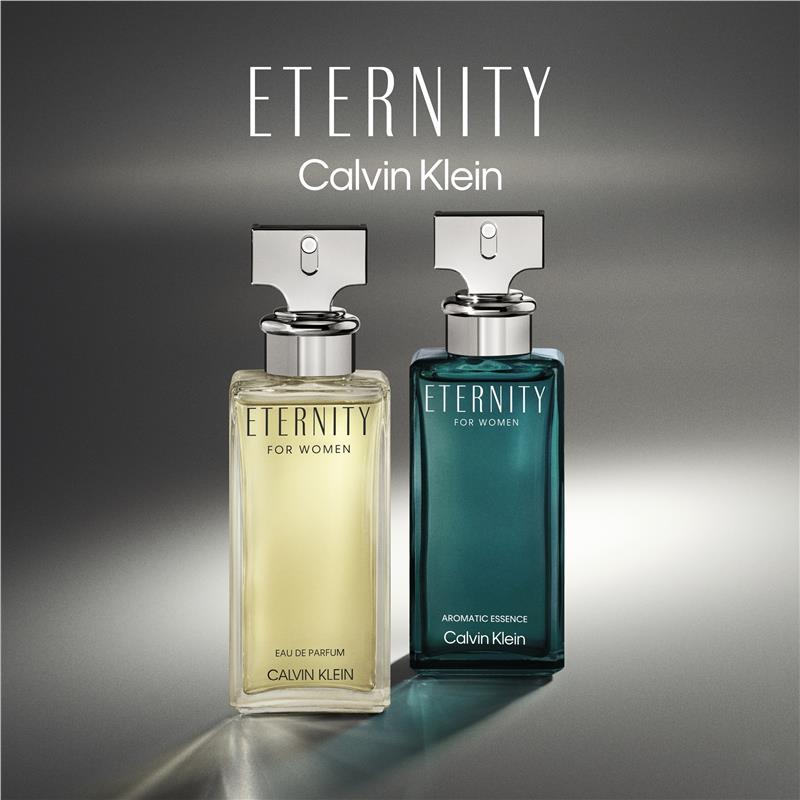 ETERNITY
Calvin Klein
ETERNITY
FOR WOMEN
EAU DE PARFUM
CALVIN KLEIN
ETERNITY
FOR WOMEN
AROMATIC ESSENCE
Calvin Klein